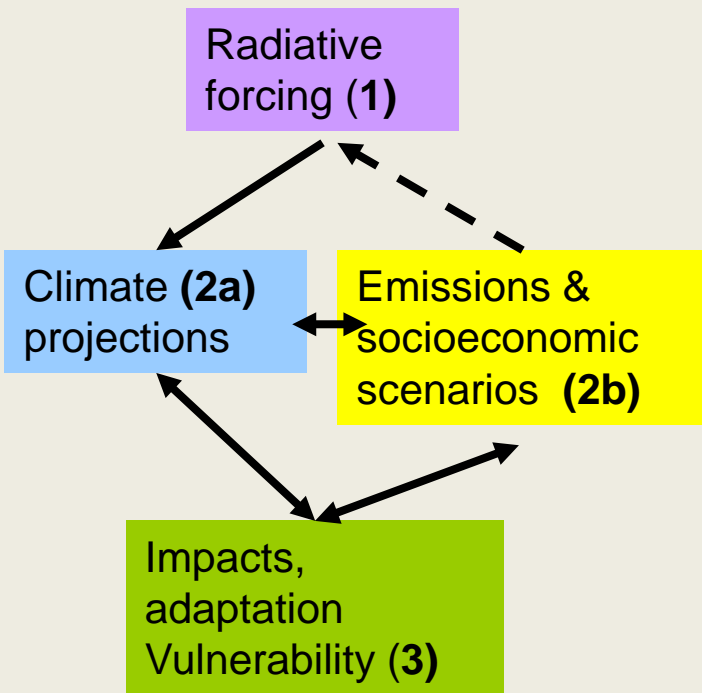 Radiative
forcing (1)
Climate (2a)
projections
Emissions &
socioeconomic
scenarios (2b)
Impacts,
adaptation
Vulnerability (3)